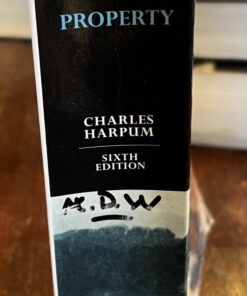 PROPERTY
CHARLES
HARPUM
SIXTH
EDITION
M.D.W